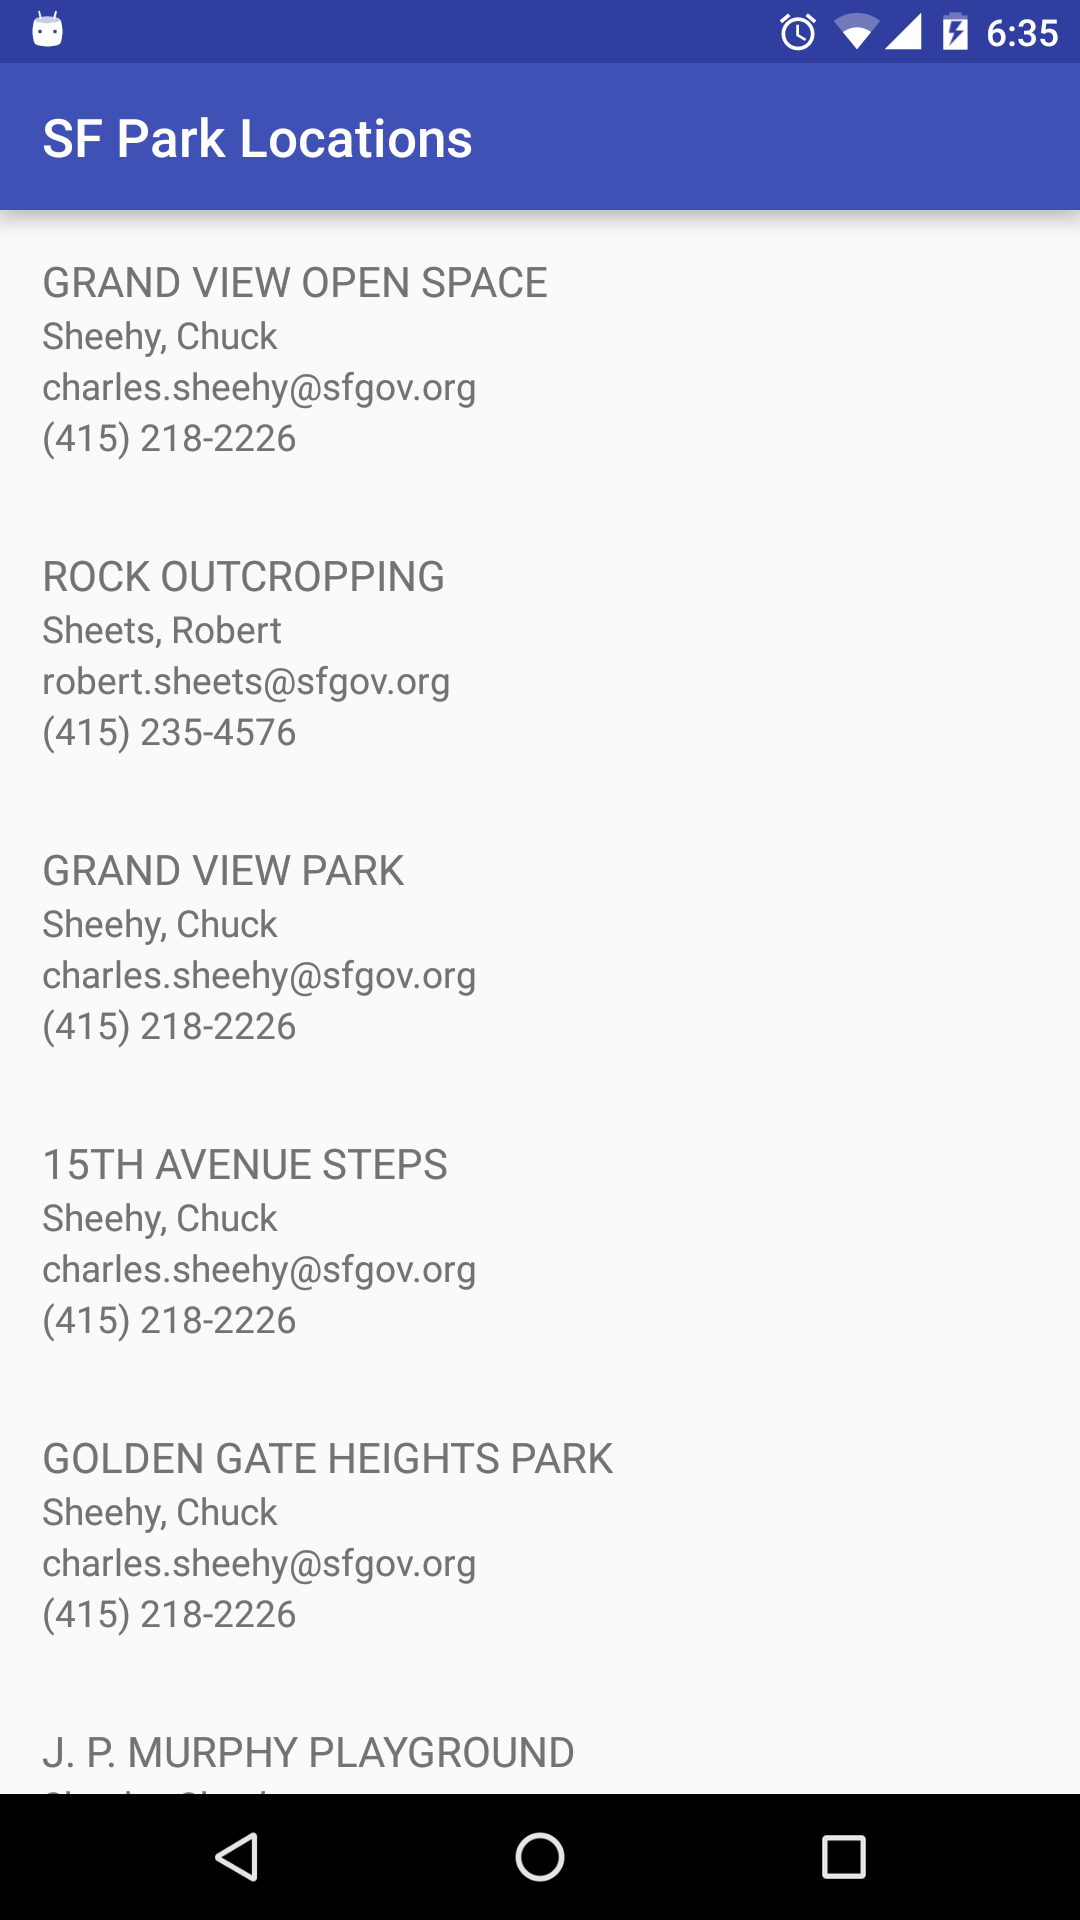 6:35
SF Park Locations
GRAND VIEW OPEN SPACE
Sheehy, Chuck
charles.sheehy@sfgov.org
(415) 218-2226
ROCK OUTCROPPING
Sheets, Robert
robert.sheets@sfgov.org
(415) 235-4576
GRAND VIEW PARK
Sheehy, Chuck
charles.sheehy@sfgov.org
(415) 218-2226
15TH AVENUE STEPS
Sheehy, Chuck
charles.sheehy@sfgov.org
(415) 218-2226
GOLDEN GATE HEIGHTS PARK
Sheehy, Chuck
charles.sheehy@sfgov.org
(415) 218-2226
J. P. MURPHY PLAYGROUND